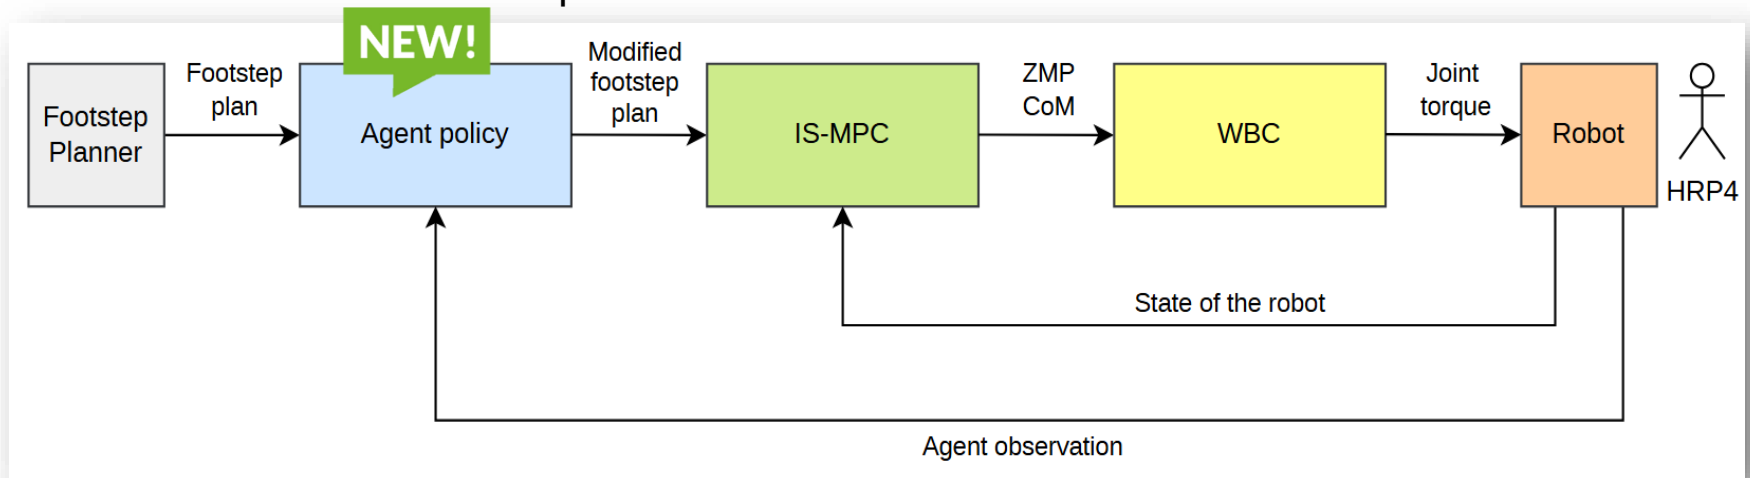 NEW!
Footstep
Planner
Footstep
plan
Agent policy
Modified
footstep
plan
IS-MPC
ZMP
CoM
WBC
Joint
torque
Robot
HRP4
State of the robot
Agent observation